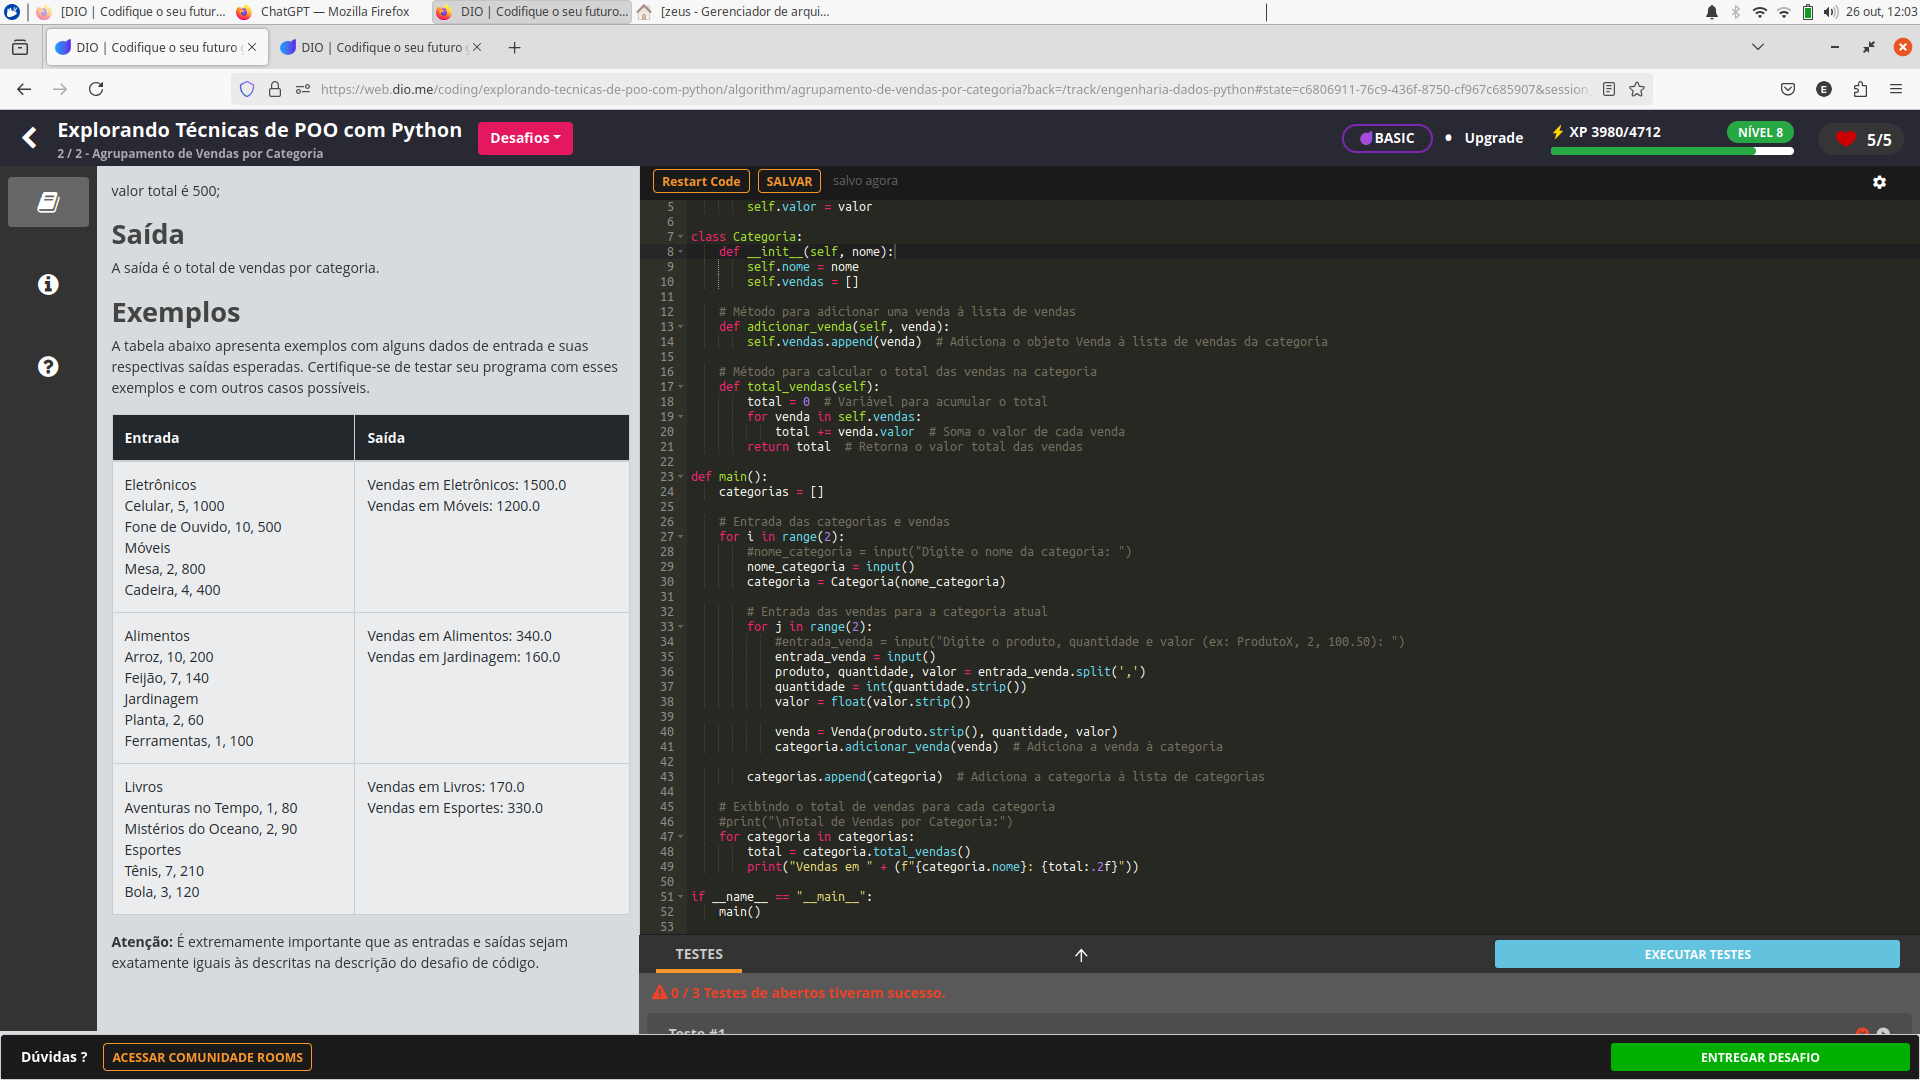 [DIO | Codifique o seu futur...
ChatGPT — Mozilla Firefox
DIO | Codifique o seu futuro...
[zeus - Gerenciador de arqui...
26 out, 12:03
DIO | Codifique o seu futuro
DIO | Codifique o seu futuro
https://web.dio.me/coding/explorando-tecnicas-de-poo-com-python/algorithm/agrupamento-de-vendas-por-categoria?back=/track/engenharia-dados-python#state=c6806911-76c9-436f-8750-cf967c685907&session
E
Explorando Técnicas de POO com Python
2 / 2 - Agrupamento de Vendas por Categoria
Desafios
BASIC
Upgrade
XP 3980/4712
NÍVEL 8
5/5
valor total é 500;
Saída
A saída é o total de vendas por categoria.
Exemplos
A tabela abaixo apresenta exemplos com alguns dados de entrada e suas
respectivas saídas esperadas. Certifique-se de testar seu programa com esses
exemplos e com outros casos possíveis.
Entrada
Saída
Eletrônicos
Celular, 5, 1000
Fone de Ouvido, 10, 500
Móveis
Mesa, 2, 800
Cadeira, 4, 400
Vendas em Eletrônicos: 1500.0
Vendas em Móveis: 1200.0
Alimentos
Arroz, 10, 200
Feijão, 7, 140
Jardinagem
Planta, 2, 60
Ferramentas, 1, 100
Vendas em Alimentos: 340.0
Vendas em Jardinagem: 160.0
Livros
Aventuras no Tempo, 1, 80
Mistérios do Oceano, 2, 90
Esportes
Tênis, 7, 210
Bola, 3, 120
Vendas em Livros: 170.0
Vendas em Esportes: 330.0
Atenção: É extremamente importante que as entradas e saídas sejam
exatamente iguais às descritas na descrição do desafio de código.
Restart Code
SALVAR
salvo agora
5 self.valor = valor
6
7 class Categoria:
8 def __init__(self, nome):
9 self.nome = nome
10 self.vendas = []
11
12 # Método para adicionar uma venda à lista de vendas
13 def adicionar_venda(self, venda):
14 self.vendas.append(venda)  # Adiciona o objeto Venda à lista de vendas da categoria
15
16 # Método para calcular o total das vendas na categoria
17 def total_vendas(self):
18 total = 0  # Variável para acumular o total
19 for venda in self.vendas:
20 total += venda.valor  # Soma o valor de cada venda
21 return total  # Retorna o valor total das vendas
22
23 def main():
24 categorias = []
25
26 # Entrada das categorias e vendas
27 for i in range(2):
28 #nome_categoria = input("Digite o nome da categoria: ")
29 nome_categoria = input()
30 categoria = Categoria(nome_categoria)
31
32 # Entrada das vendas para a categoria atual
33 for j in range(2):
34 #entrada_venda = input("Digite o produto, quantidade e valor (ex: ProdutoX, 2, 100.50): ")
35 entrada_venda = input()
36 produto, quantidade, valor = entrada_venda.split(',')
37 quantidade = int(quantidade.strip())
38 valor = float(valor.strip())
39
40 venda = Venda(produto.strip(), quantidade, valor)
41 categoria.adicionar_venda(venda)  # Adiciona a venda à categoria
42
43 categorias.append(categoria)  # Adiciona a categoria à lista de categorias
44
45 # Exibindo o total de vendas para cada categoria
46 #print("\nTotal de Vendas por Categoria:")
47 for categoria in categorias:
48 total = categoria.total_vendas()
49 print("Vendas em " + (f"{categoria.nome}: {total:.2f}"))
50
51 if __name__ == "__main__":
52 main()
53
TESTES
EXECUTAR TESTES
0 / 3 Testes de abertos tiveram sucesso.
Teste #1
Dúvidas ?
ACESSAR COMUNIDADE ROOMS
ENTREGAR DESAFIO